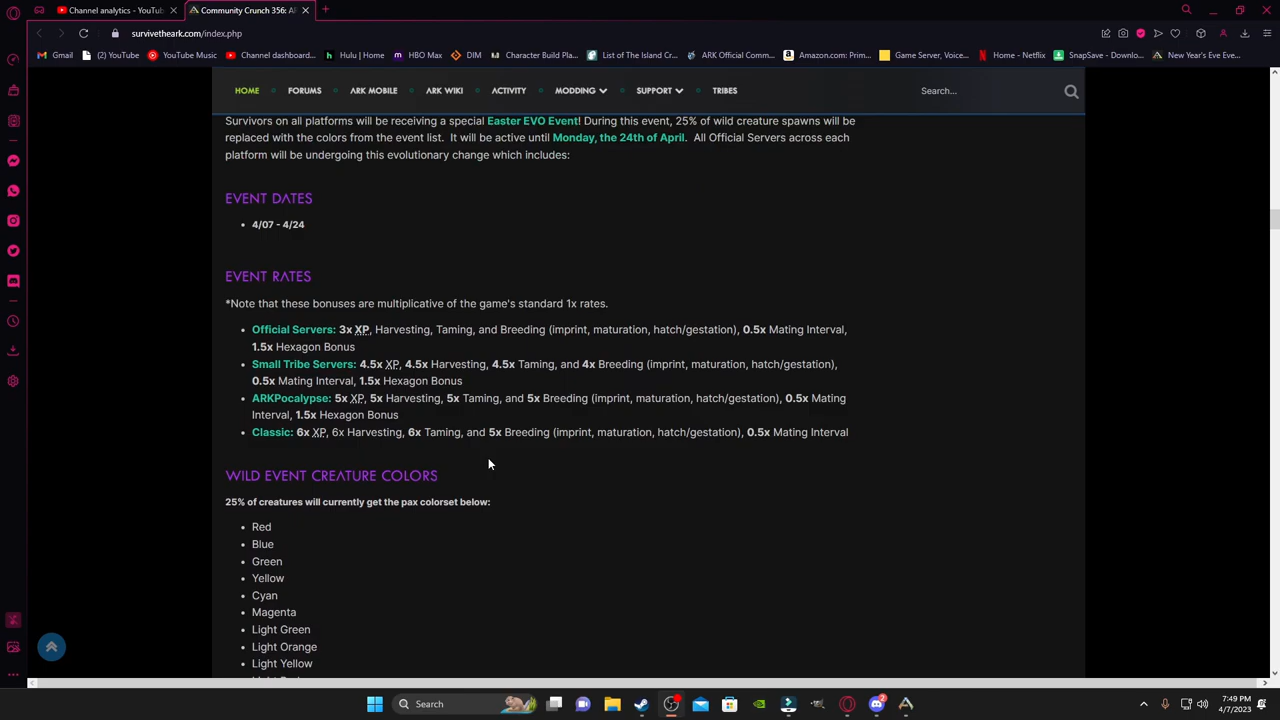 Channel analytics - YouTub
Community Crunch 356: A
survivetheark.com/index.php
Gmail
(2) YouTube
YouTube Music
Channel dashboard...
Hulu | Home
HBO Max
DIM
Character Build Pla...
List of The Island Cr...
ARK Official Comm...
Amazon.com: Prim...
Game Server, Voice...
Home - Netflix
SnapSave - Downlo...
New Year's Eve Eve...
HOME
FORUMS
ARK MOBILE
ARK WIKI
ACTIVITY
MODDING
SUPPORT
TRIBES
Search...
Survivors on all platforms will be receiving a special Easter EVO Event! During this event, 25% of wild creature spawns will be
replaced with the colors from the event list. It will be active until Monday, the 24th of April. All Official Servers across each
platform will be undergoing this evolutionary change which includes:
EVENT DATES
• 4/07 - 4/24
EVENT RATES
*Note that these bonuses are multiplicative of the game's standard 1x rates.
• Official Servers: 3x XP, Harvesting, Taming, and Breeding (imprint, maturation, hatch/gestation), 0.5x Mating Interval,
1.5x Hexagon Bonus
• Small Tribe Servers: 4.5x XP, 4.5x Harvesting, 4.5x Taming, and 4x Breeding (imprint, maturation, hatch/gestation),
0.5x Mating Interval, 1.5x Hexagon Bonus
• ARKPocalypse: 5x XP, 5x Harvesting, 5x Taming, and 5x Breeding (imprint, maturation, hatch/gestation), 0.5x Mating
Interval, 1.5x Hexagon Bonus
• Classic: 6x XP, 6x Harvesting, 6x Taming, and 5x Breeding (imprint, maturation, hatch/gestation), 0.5x Mating Interval
WILD EVENT CREATURE COLORS
25% of creatures will currently get the pax colorset below:
• Red
• Blue
• Green
• Yellow
• Cyan
• Magenta
• Light Green
• Light Orange
• Light Yellow
Search
2
7:49 PM
4/7/2023